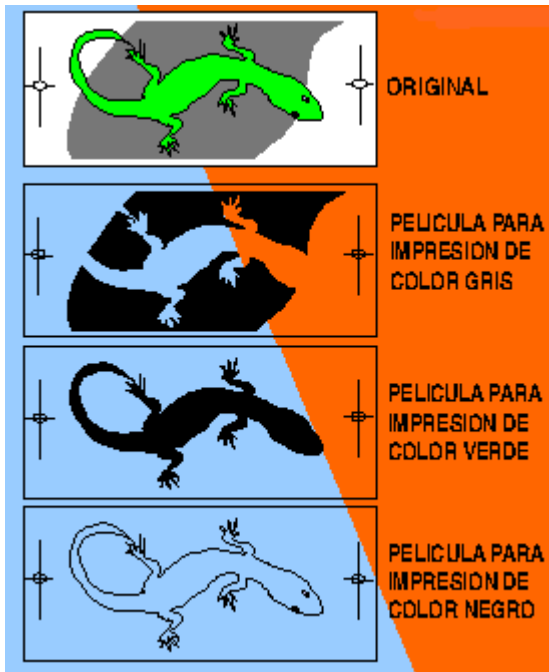 ORIGINAL
PELICULA PARA
IMPRESION DE
COLOR GRIS
PELICULA PARA
IMPRESION DE
COLOR VERDE
PELICULA PARA
IMPRESION DE
COLOR NEGRO